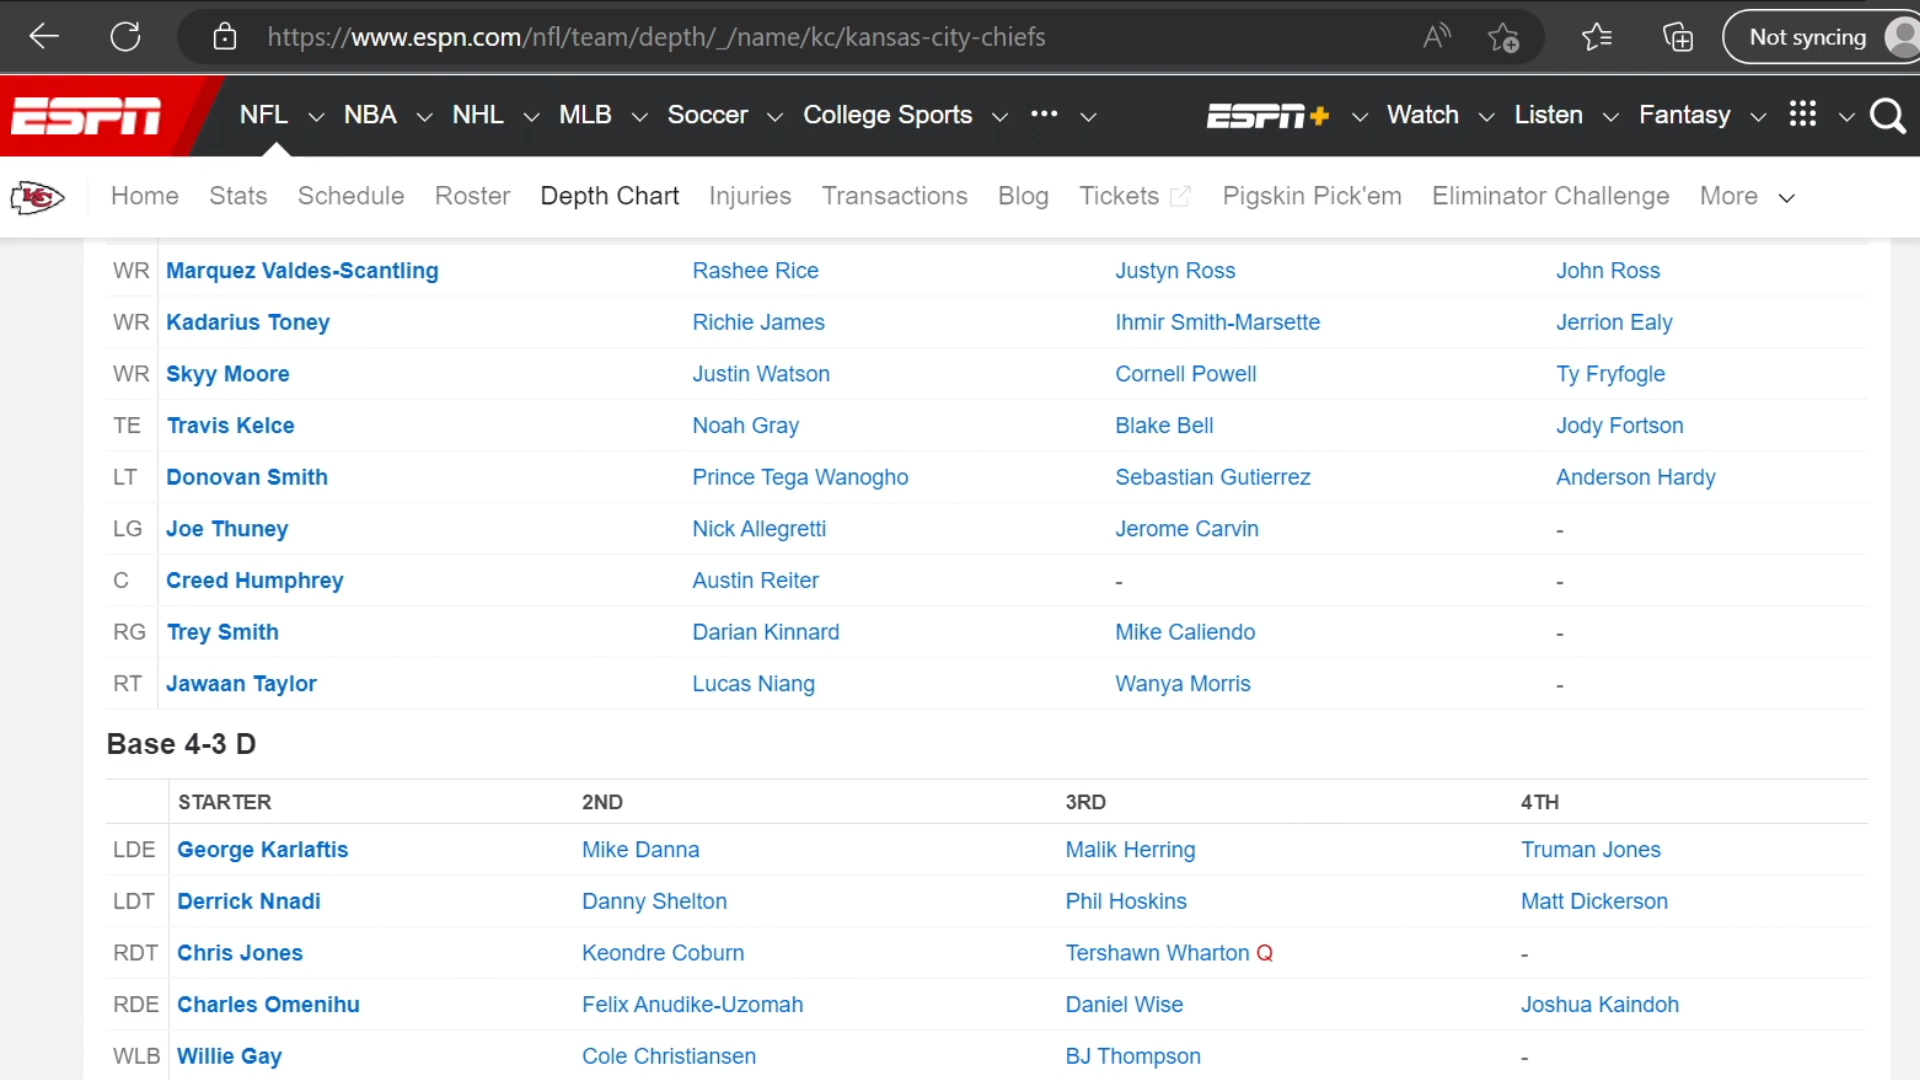 https://www.espn.com/nfl/team/depth/_/name/kc/kansas-city-chiefs
Not syncing
ESPN NFL NBA NHL MLB Soccer College Sports ••• ESPN+ Watch Listen Fantasy
KC Home Stats Schedule Roster Depth Chart Injuries Transactions Blog Tickets Pigskin Pick'em Eliminator Challenge More
WR Marquez Valdes-Scantling Rashee Rice Justyn Ross John Ross
WR Kadarius Toney Richie James Ihmir Smith-Marsette Jerrion Ealy
WR Skyy Moore Justin Watson Cornell Powell Ty Fryfogle
TE Travis Kelce Noah Gray Blake Bell Jody Fortson
LT Donovan Smith Prince Tega Wanogho Sebastian Gutierrez Anderson Hardy
LG Joe Thuney Nick Allegretti Jerome Carvin -
C Creed Humphrey Austin Reiter - -
RG Trey Smith Darian Kinnard Mike Caliendo -
RT Jawaan Taylor Lucas Niang Wanya Morris -
Base 4-3 D
STARTER 2ND 3RD 4TH
LDE George Karlaftis Mike Danna Malik Herring Truman Jones
LDT Derrick Nnadi Danny Shelton Phil Hoskins Matt Dickerson
RDT Chris Jones Keondre Coburn Tershawn Wharton Q -
RDE Charles Omenihu Felix Anudike-Uzomah Daniel Wise Joshua Kaindoh
WLB Willie Gay Cole Christiansen BJ Thompson -